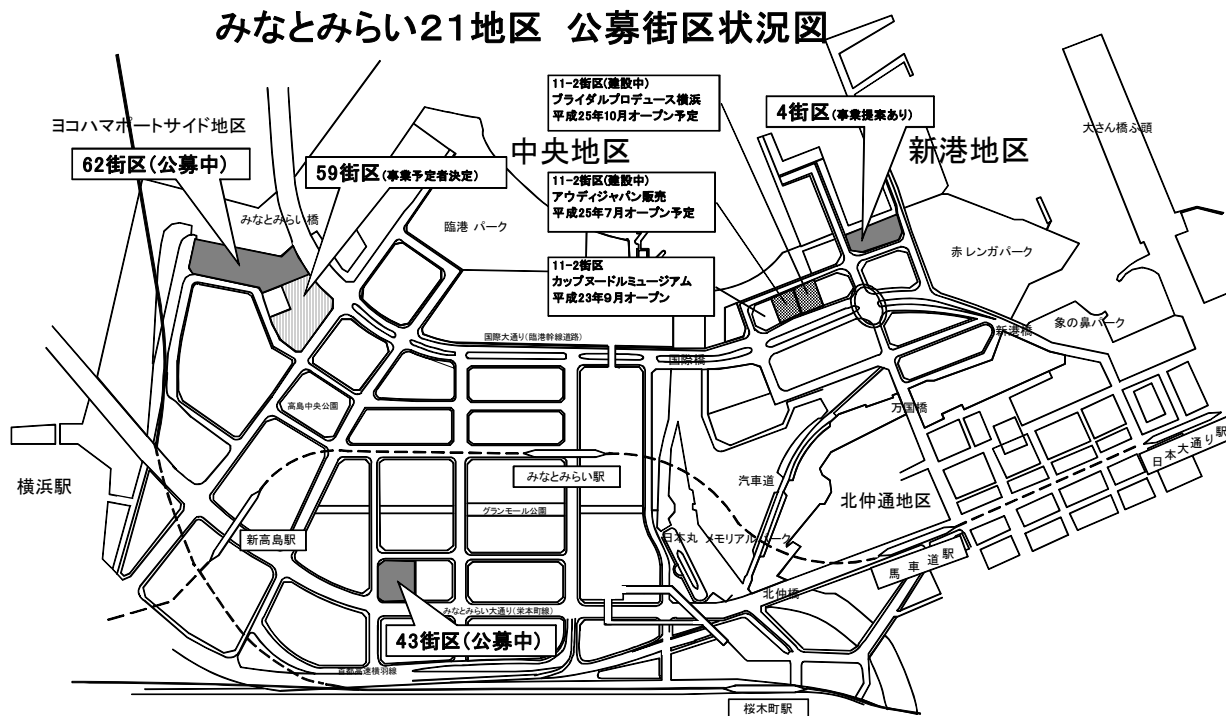 みなとみらい21地区 公募街区状況図
11-2街区(建設中)
ブライダルプロデュース横浜
平成25年10月オープン予定
4街区(事業提案あり)
大さん橋ふ頭
ヨコハマポートサイド地区
中央地区
新港地区
62街区(公募中)
59街区(事業予定者決定)
11-2街区(建設中)
アウディジャパン販売
平成25年7月オープン予定
みなとみらい橋
臨港 パーク
赤レンガパーク
11-2街区
カップヌードルミュージアム
平成23年9月オープン
国際大通り(臨港幹線道路)
国際橋
新港橋
象の鼻パーク
高島中央公園
万国橋
日本大通り駅
横浜駅
みなとみらい駅
汽車道
北仲通地区
グランモール公園
新高島駅
日本丸 メモリアルパーク
馬車道駅
北仲橋
みなとみらい大通り(栄本町線)
43街区(公募中)
首都高速横羽線
桜木町駅